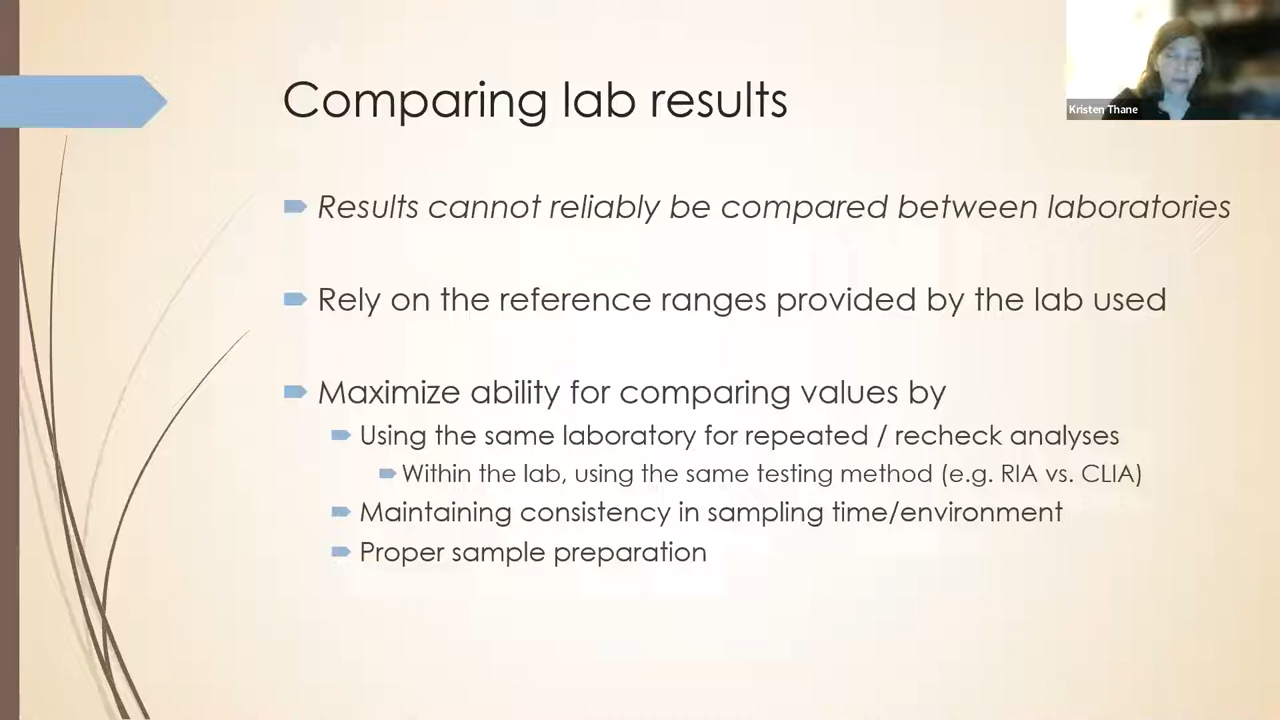 Comparing lab results
Kristen Thane
Results cannot reliably be compared between laboratories
Rely on the reference ranges provided by the lab used
Maximize ability for comparing values by
Using the same laboratory for repeated / recheck analyses
Within the lab, using the same testing method (e.g. RIA vs. CLIA)
Maintaining consistency in sampling time/environment
Proper sample preparation